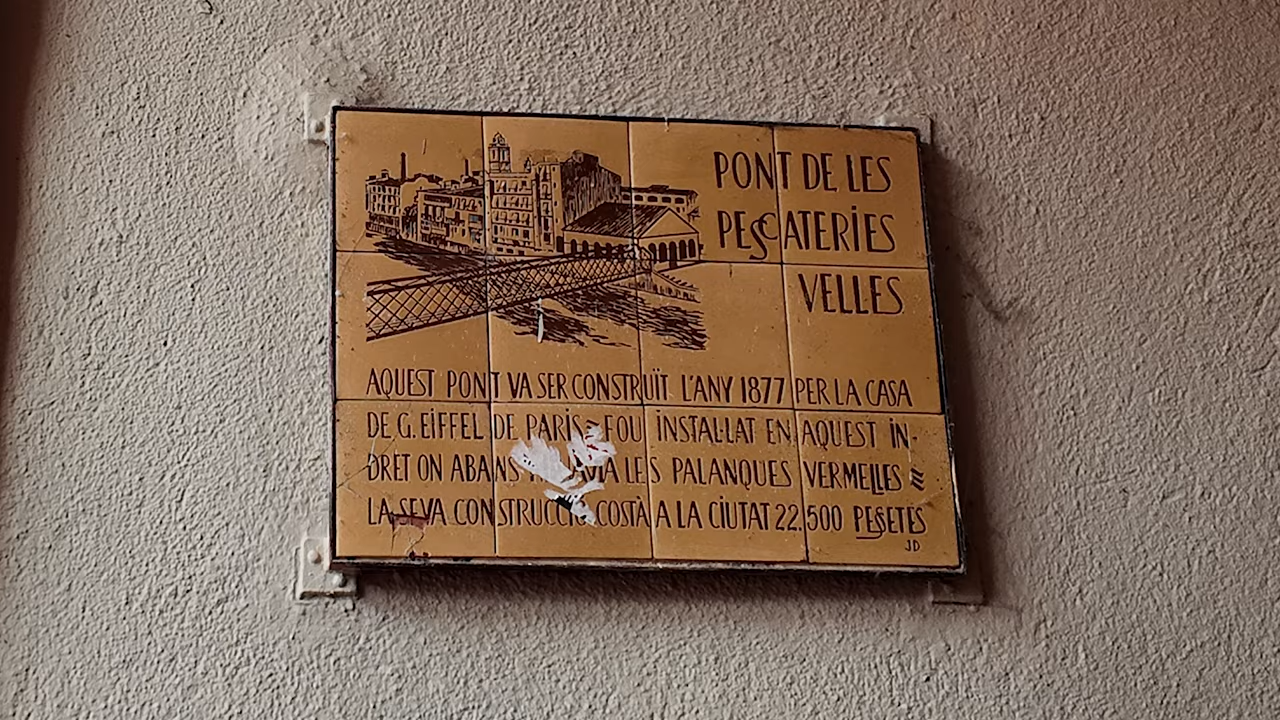 PONT DE LES
PESCATERIES
VELLES
AQUEST PONT VA SER CONSTRUÏT L'ANY 1877 PER LA CASA
DE G. EIFFEL DE PARIS FOU INSTAL·LAT EN AQUEST IN-
DRET ON ABANS LES PALANQUES VERMELLES
LA SEVA CONSTRUCCIÓ COSTÀ A LA CIUTAT 22.500 PESSETES
JD